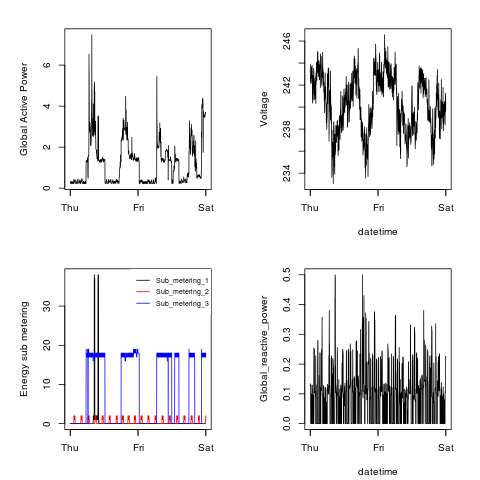 Global Active Power
6
4
2
0
Thu
Fri
Sat
Voltage
246
242
238
234
Thu
Fri
Sat
datetime
Energy sub metering
30
20
10
0
Sub_metering_1
Sub_metering_2
Sub_metering_3
Thu
Fri
Sat
Global_reactive_power
0.5
0.4
0.3
0.2
0.1
0.0
Thu
Fri
Sat
datetime